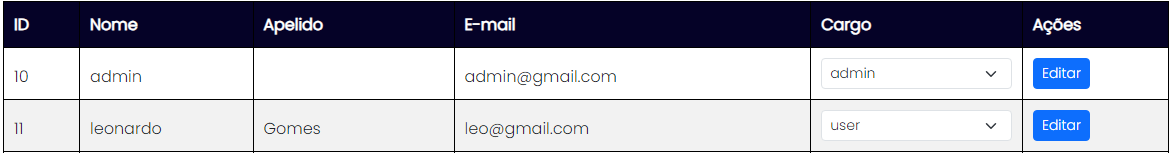 ID Nome Apelido E-mail Cargo Ações
10 admin admin@gmail.com admin Editar
11 leonardo Gomes leo@gmail.com user Editar